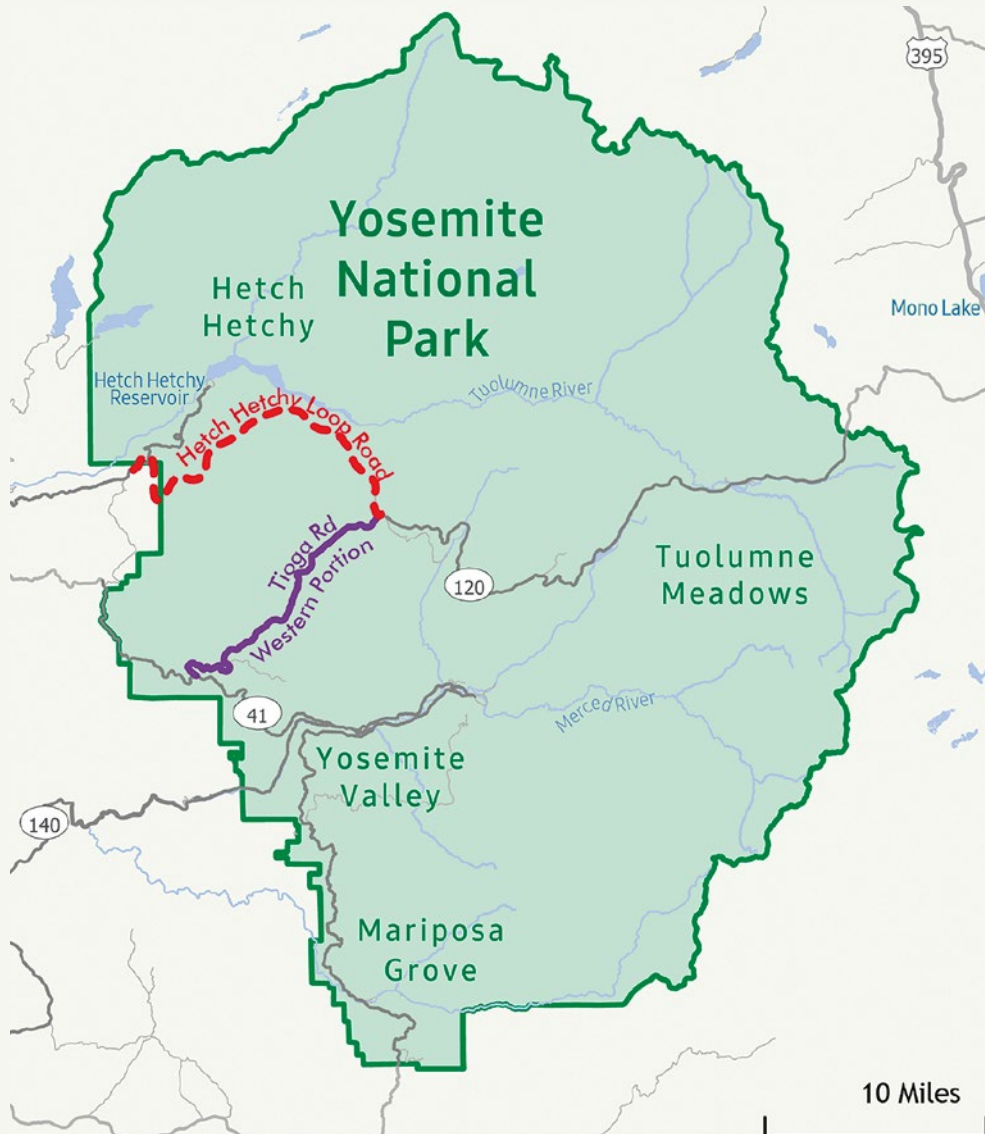 395
Yosemite
National
Park
Hetch
Hetchy
Mono Lake
Hetch Hetchy
Reservoir
Tuolumne River
Hetch Hetchy Loop Road
Tioga Rd
Western Portion
120
Tuolumne
Meadows
Merced River
41
Yosemite
Valley
140
Mariposa
Grove
10 Miles